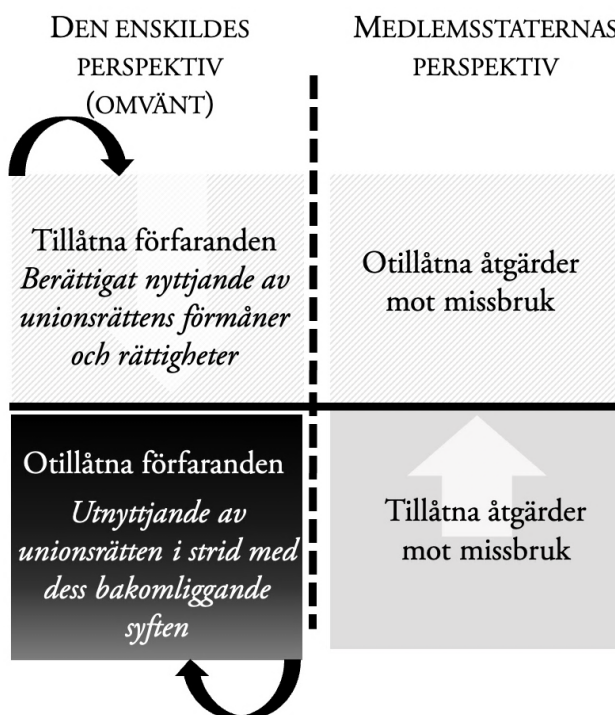 DEN ENSKILDES
PERSPEKTIV
(OMVÄNT)
MEDLEMSSTATERNAS
PERSPEKTIV
Tillåtna förfaranden
Berättigat nyttjande av
unionsrättens förmåner
och rättigheter
Otillåtna åtgärder
mot missbruk
Otillåtna förfaranden
Utnyttjande av
unionsrätten i strid med
dess bakomliggande
syften
Tillåtna åtgärder
mot missbruk